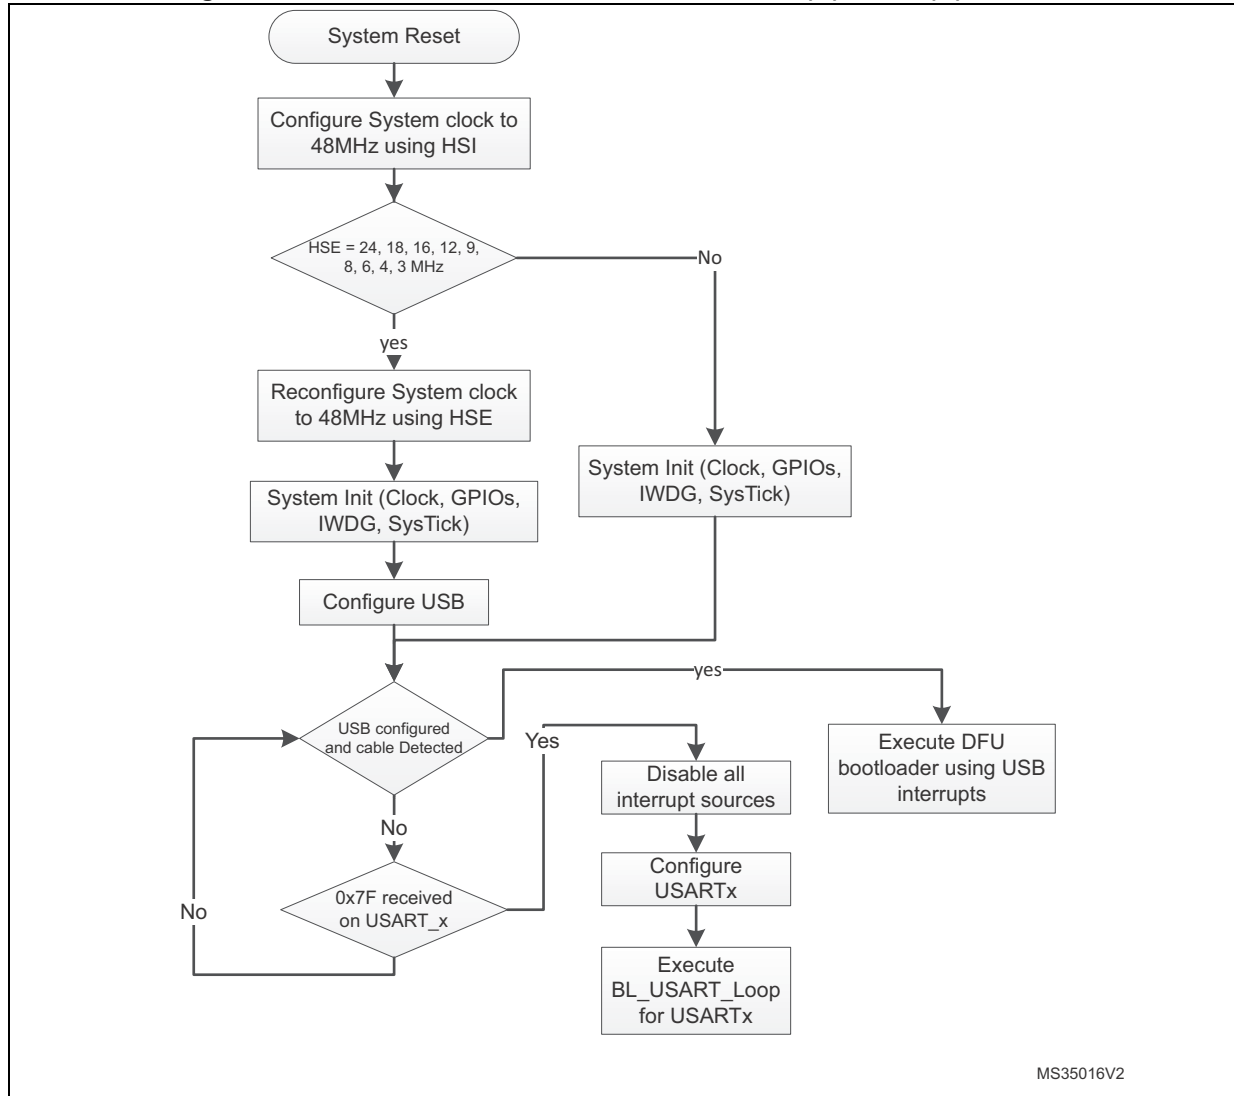 System Reset
Configure System clock to
48MHz using HSI
HSE = 24, 18, 16, 12, 9,
8, 6, 4, 3 MHz
No
yes
Reconfigure System clock
to 48MHz using HSE
System Init (Clock, GPIOs,
IWDG, SysTick)
System Init (Clock, GPIOs,
IWDG, SysTick)
Configure USB
yes
USB configured
and cable Detected
Yes
Execute DFU
bootloader using USB
interrupts
Disable all
interrupt sources
No
Configure
USARTx
0x7F received
on USART_x
No
Execute
BL_USART_Loop
for USARTx
MS35016V2